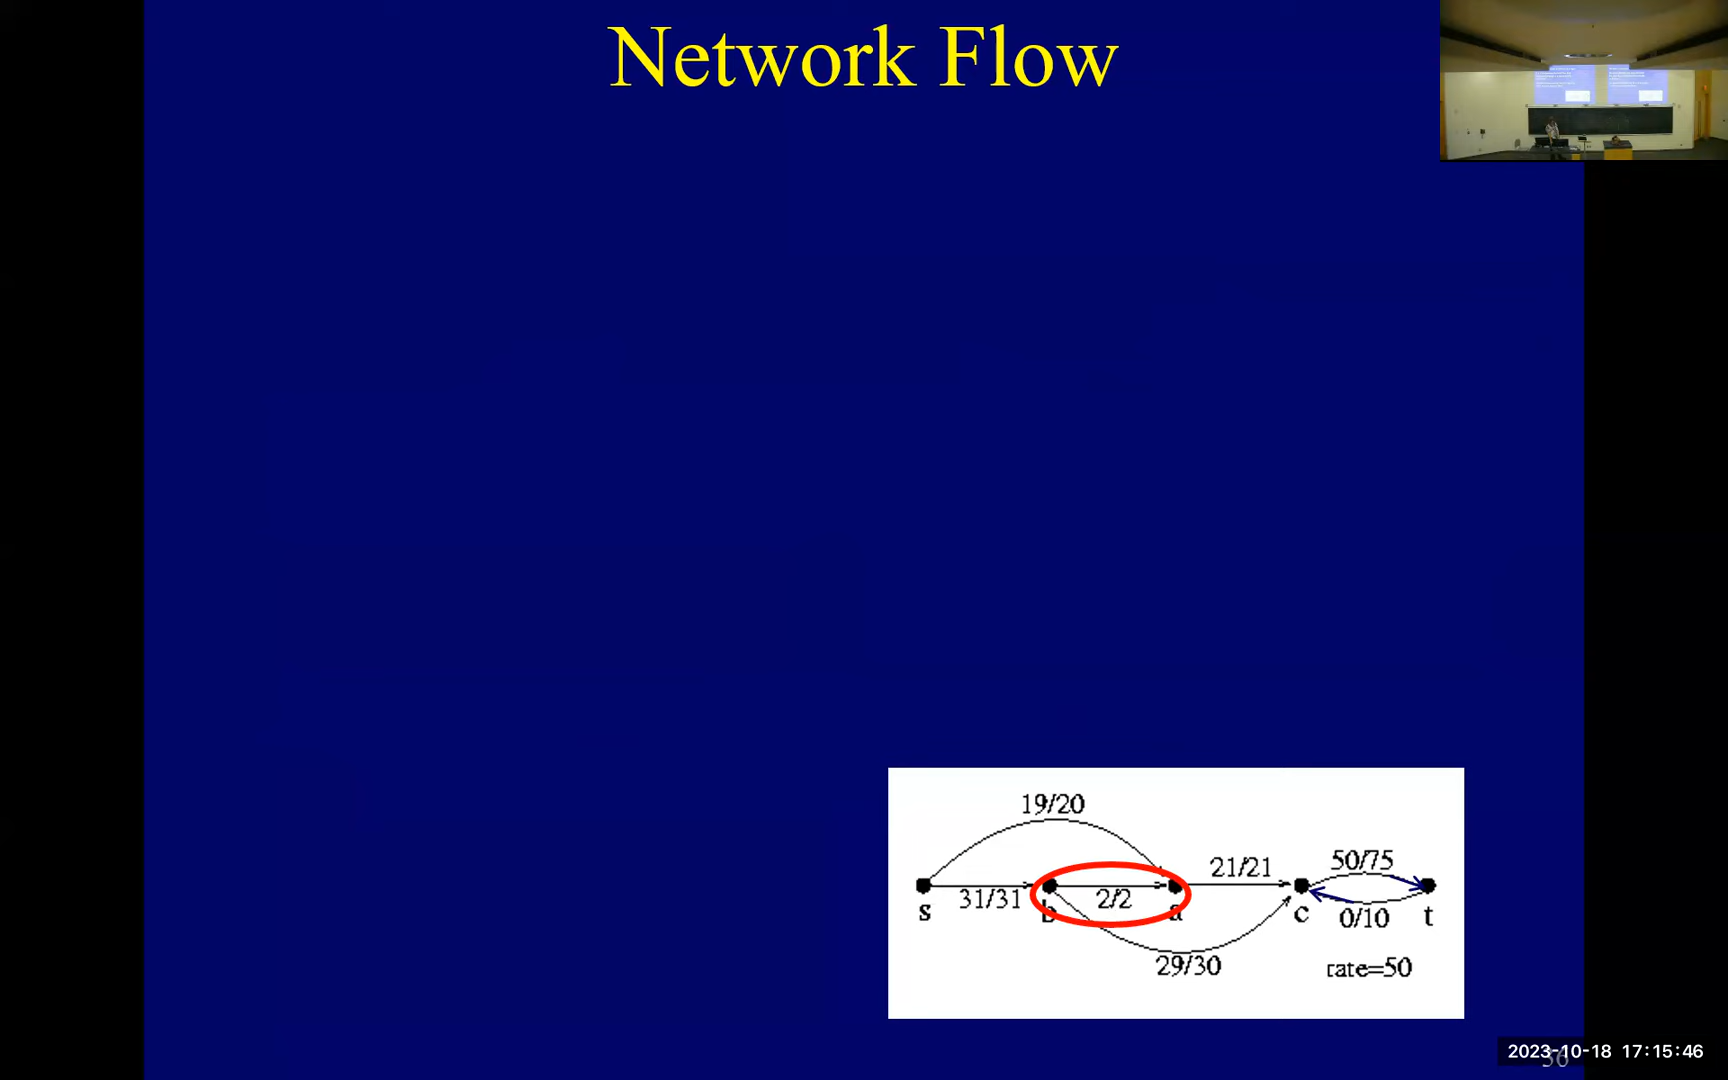 Network Flow
19/20
31/31
2/2
21/21
50/75
0/10
29/30
s
b
a
c
t
rate=50
2023-10-18 17:15:46
36